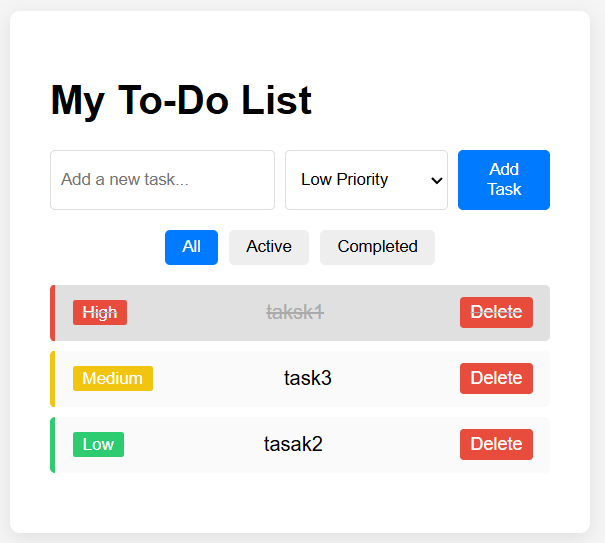 My To-Do List
Add a new task...
Low Priority
Add
Task
All
Active
Completed
High
taksk1
Delete
Medium
task3
Delete
Low
tasak2
Delete